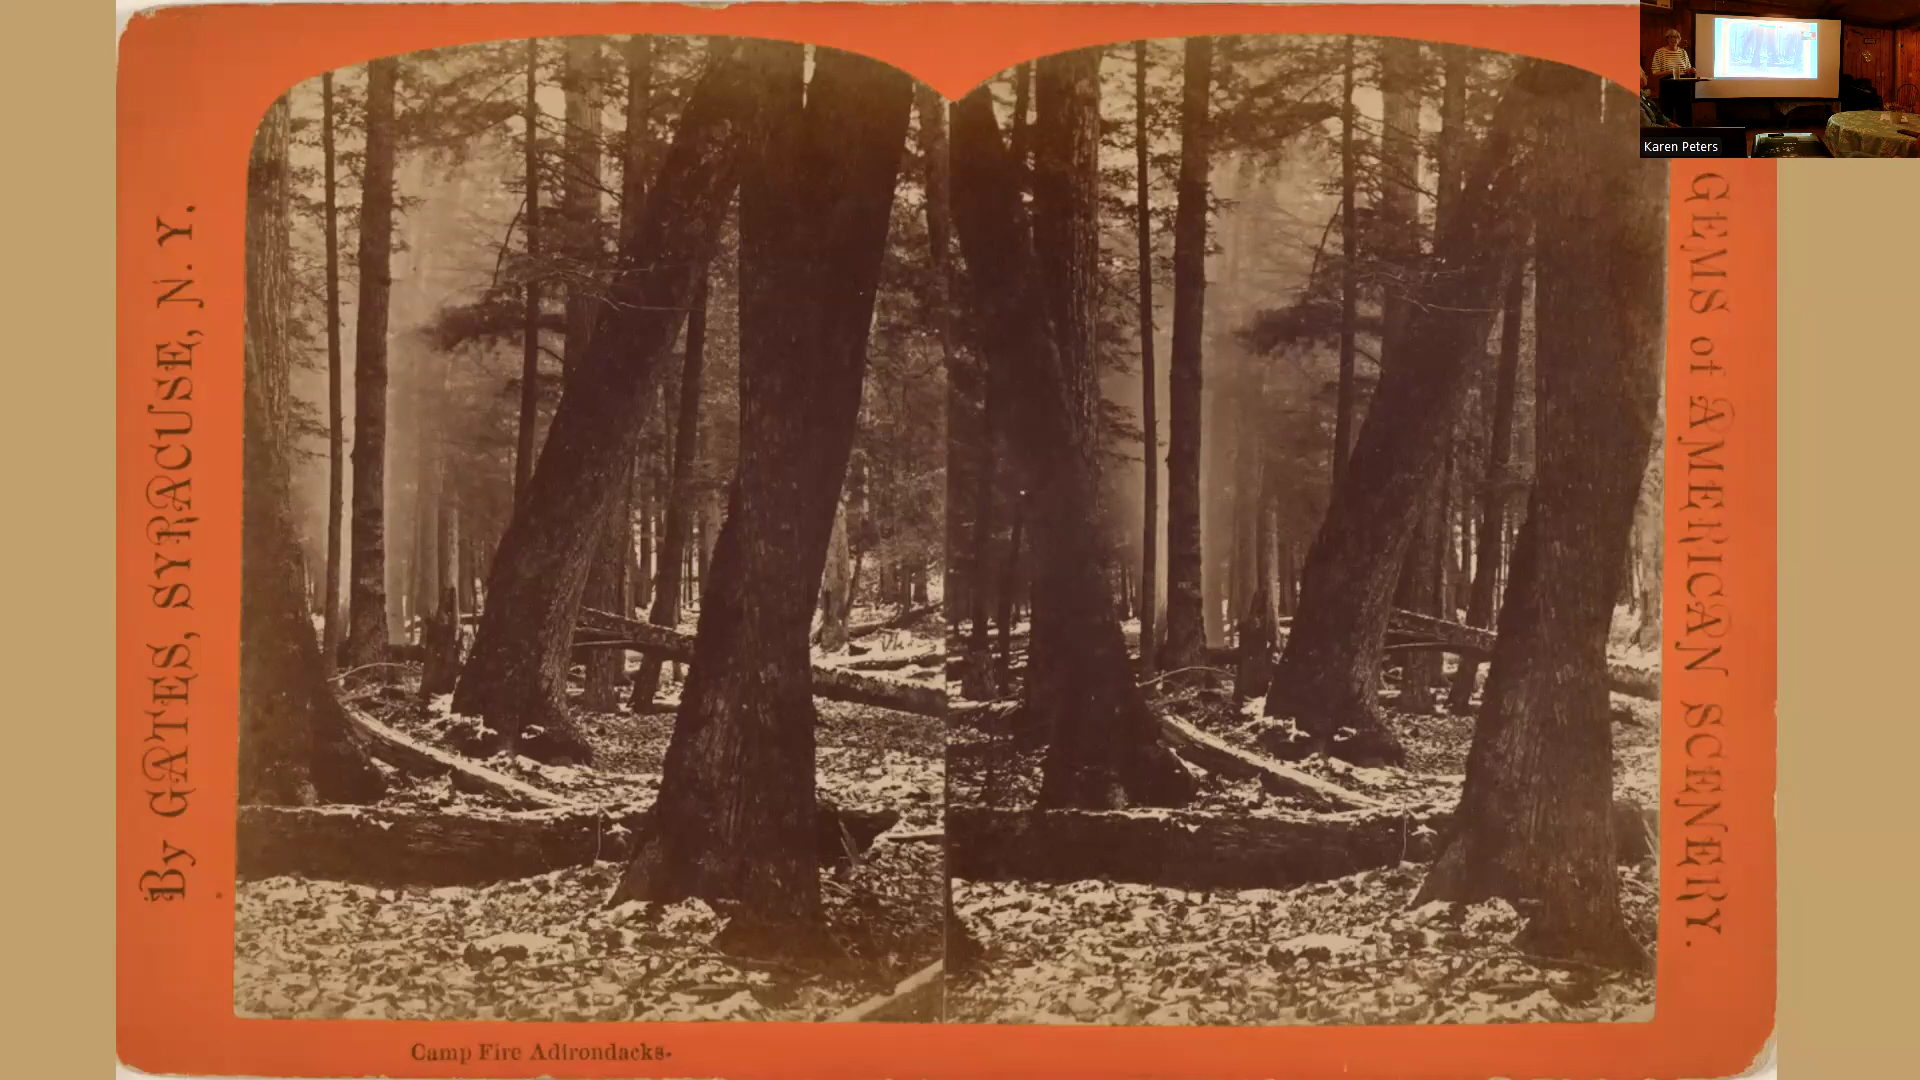 Karen Peters
By GATES, SYRACUSE, N. Y.
GEMS of AMERICAN SCENERY.
Camp Fire Adirondacks.